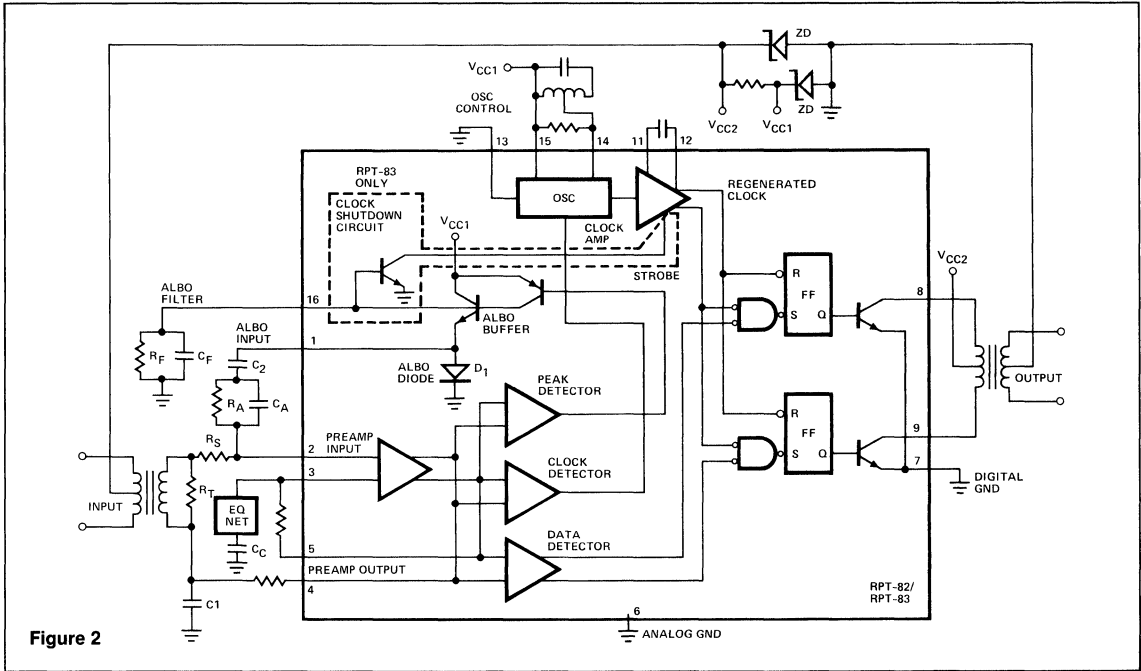 ZD
V_CC1
OSC
CONTROL
ZD
V_CC2
V_CC1
13
15
14
11
12
RPT-83
ONLY
CLOCK
SHUTDOWN
CIRCUIT
OSC
REGENERATED
CLOCK
V_CC1
CLOCK
AMP
STROBE
V_CC2
ALBO
FILTER
16
ALBO
BUFFER
R
FF
S
Q
8
R_F
C_F
ALBO
INPUT
1
C_2
ALBO
DIODE
D_1
R_A
C_A
PEAK
DETECTOR
OUTPUT
R_S
2
PREAMP
INPUT
3
CLOCK
DETECTOR
R
FF
S
Q
9
7
DIGITAL
GND
INPUT
R_T
EQ
NET
C_C
5
DATA
DETECTOR
PREAMP OUTPUT
4
C1
RPT-82/
RPT-83
6
ANALOG GND
Figure 2